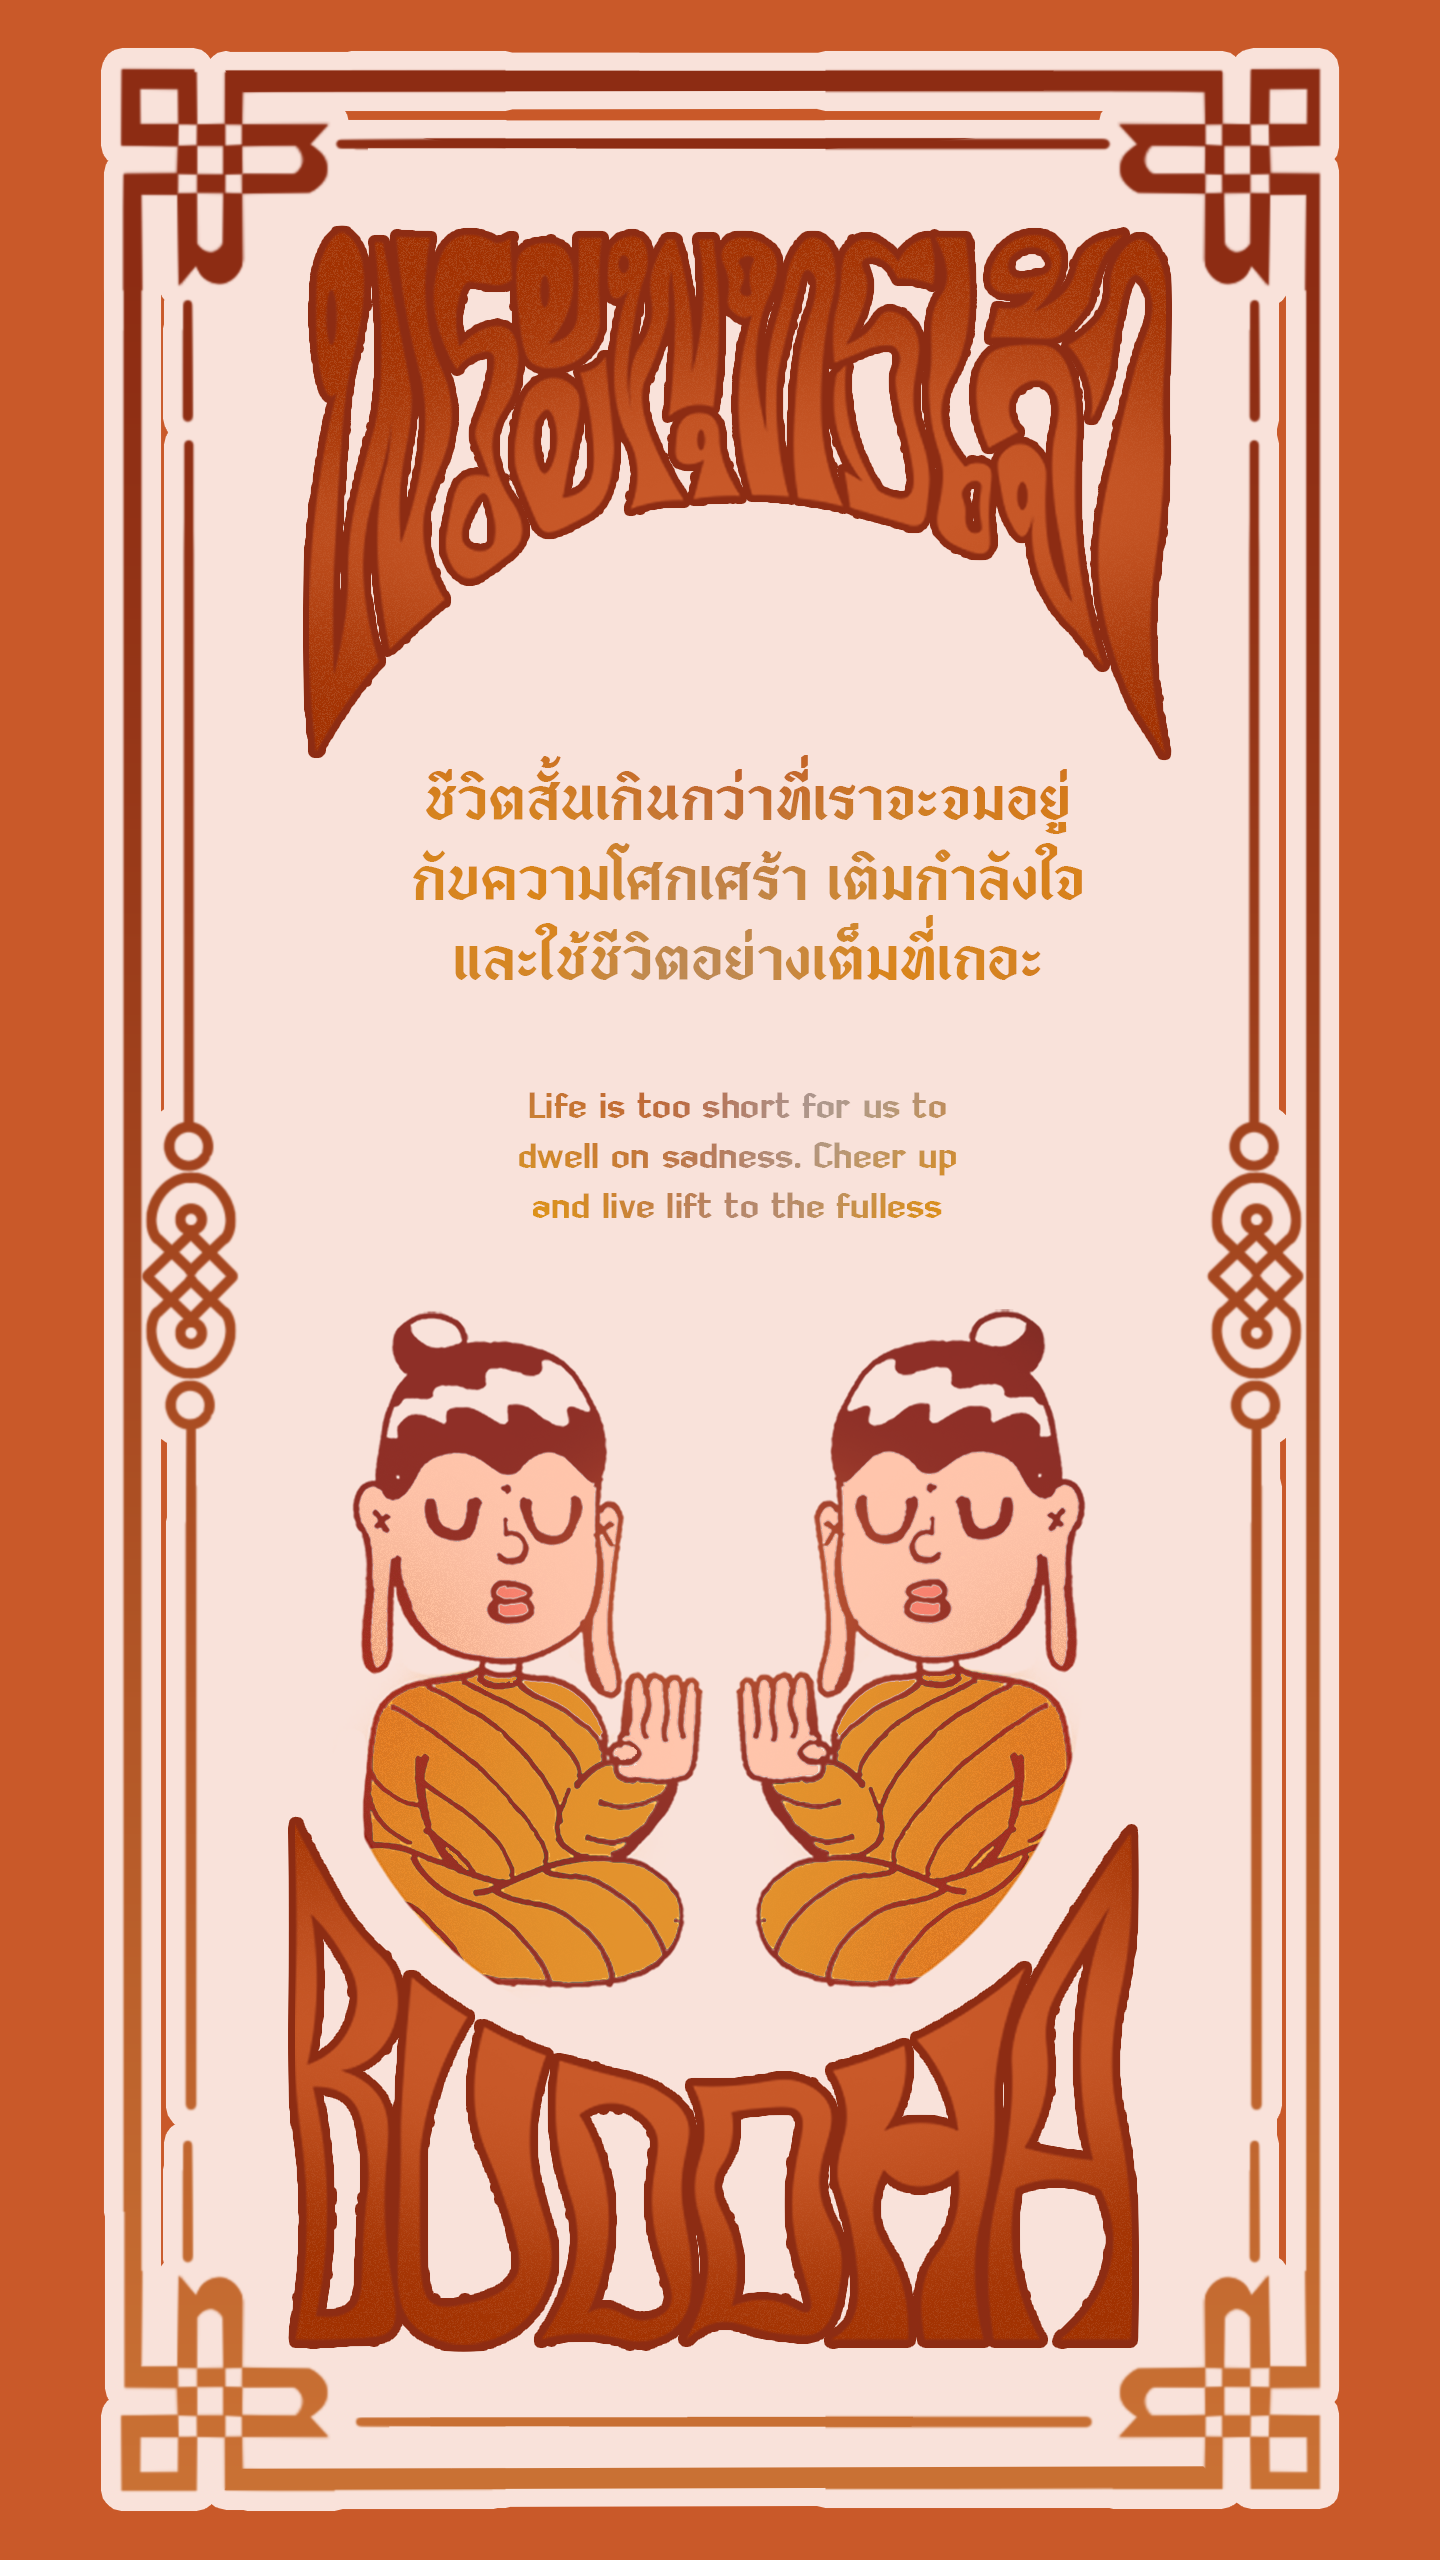 ชีวิตสั้นเกินกว่าที่เราจะจมอยู่
กับความโศกเศร้า เติมกำลังใจ
และใช้ชีวิตอย่างเต็มที่เถอะ
Life is too short for us to
dwell on sadness. Cheer up
and live lift to the fulless
BUDDHA